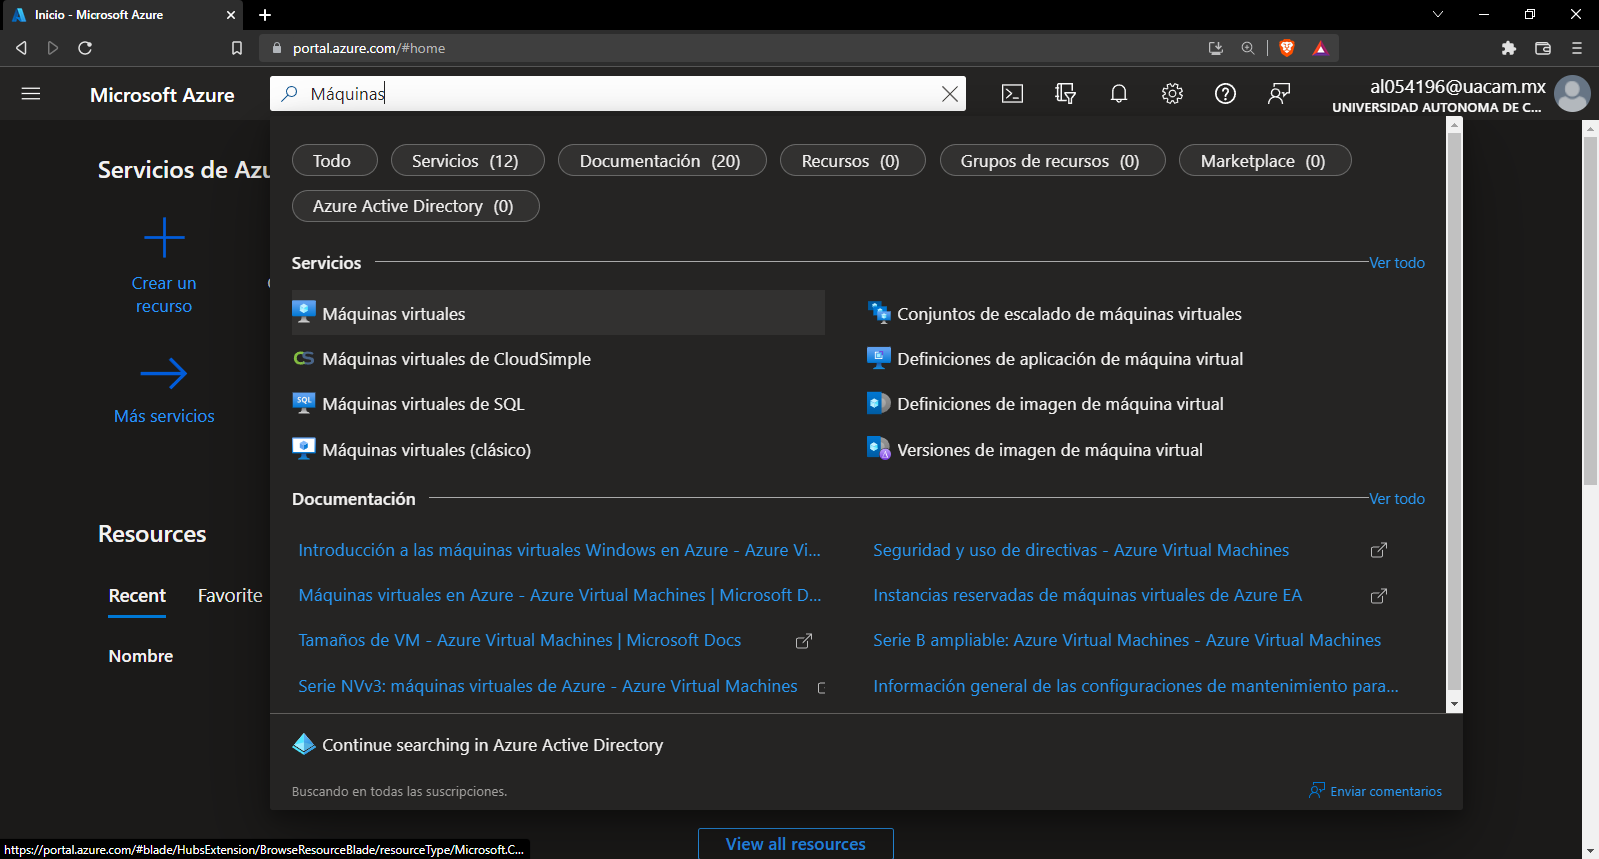 Inicio - Microsoft Azure
portal.azure.com/#home
Microsoft Azure
Máquinas
al054196@uacam.mx
UNIVERSIDAD AUTONOMA DE C...
Servicios de Azu
Crear un
recurso
Más servicios
Resources
Recent Favorite
Nombre
Todo Servicios (12) Documentación (20) Recursos (0) Grupos de recursos (0) Marketplace (0)
Azure Active Directory (0)
Servicios Ver todo
Máquinas virtuales Conjuntos de escalado de máquinas virtuales
CS Máquinas virtuales de CloudSimple Definiciones de aplicación de máquina virtual
SQL Máquinas virtuales de SQL Definiciones de imagen de máquina virtual
Máquinas virtuales (clásico) Versiones de imagen de máquina virtual
Documentación Ver todo
Introducción a las máquinas virtuales Windows en Azure - Azure Vi... Seguridad y uso de directivas - Azure Virtual Machines
Máquinas virtuales en Azure - Azure Virtual Machines | Microsoft D... Instancias reservadas de máquinas virtuales de Azure EA
Tamaños de VM - Azure Virtual Machines | Microsoft Docs Serie B ampliable: Azure Virtual Machines - Azure Virtual Machines
Serie NVv3: máquinas virtuales de Azure - Azure Virtual Machines Información general de las configuraciones de mantenimiento para...
Continue searching in Azure Active Directory
Buscando en todas las suscripciones. Enviar comentarios
View all resources
https://portal.azure.com/#blade/HubsExtension/BrowseResourceBlade/resourceType/Microsoft.C...